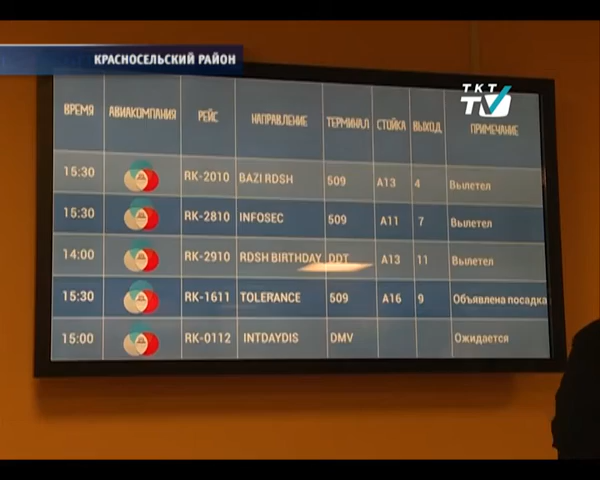 КРАСНОСЕЛЬСКИЙ РАЙОН
ТКТ
TV
ВРЕМЯ АВИАКОМПАНИЯ РЕЙС НАПРАВЛЕНИЕ ТЕРМИНАЛ СТОЙКА ВЫХОД ПРИМЕЧАНИЕ
15:30 RK-2010 BAZI RDSH 509 A13 4 Вылетел
15:30 RK-2810 INFOSEC 509 A11 7 Вылетел
14:00 RK-2910 RDSH BIRTHDAY DDT A13 11 Вылетел
15:30 RK-1611 TOLERANCE 509 A16 9 Объявлена посадка
15:00 RK-0112 INTDAYDIS DMV Ожидается